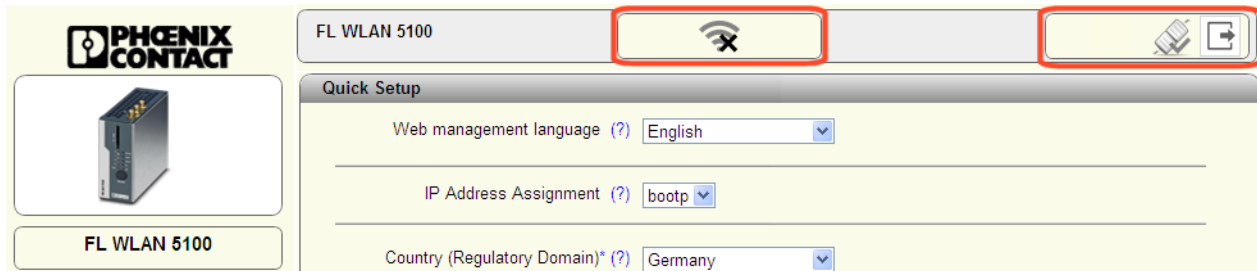 PHŒNIX
CONTACT
FL WLAN 5100
Quick Setup
Web management language (?) English
IP Address Assignment (?) bootp
FL WLAN 5100
Country (Regulatory Domain)* (?) Germany